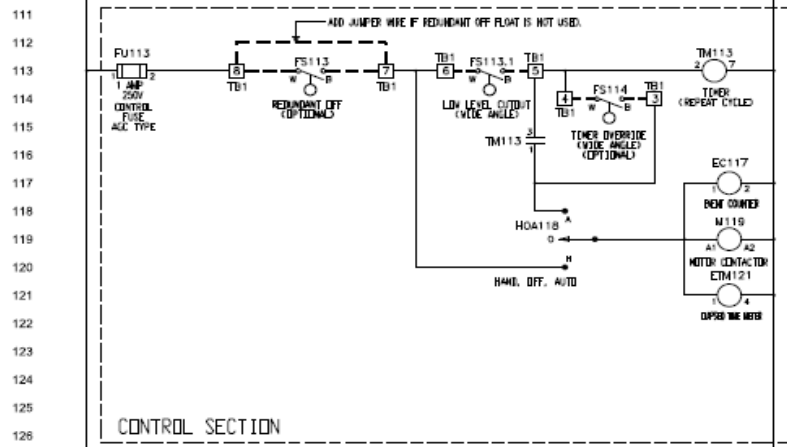 111
ADD JUMPER WIRE IF REDUNDANT OFF FLOAT IS NOT USED.
112
FU113
FS113
TB1
FS113.1
TB1
TM113
113
1
2
8
7
6
5
2
7
1 AMP
250V
CONTROL
FUSE
AGC TYPE
TB1
W
B
TB1
REDUNDANT OFF
(OPTIONAL)
W
B
LOW LEVEL CUTOUT
(WIDE ANGLE)
TIMER
(REPEAT CYCLE)
114
FS114
TB1
4
3
TB1
W
B
115
TM113
3
1
TIMER OVERRIDE
(WIDE ANGLE)
(OPTIONAL)
116
EC117
117
1
2
EVENT COUNTER
118
A
HOA118
M119
119
O
A1
A2
MOTOR CONTACTOR
120
H
HAND, OFF, AUTO
ETM121
121
1
4
ELAPSED TIME METER
122
123
124
125
126
CONTROL SECTION